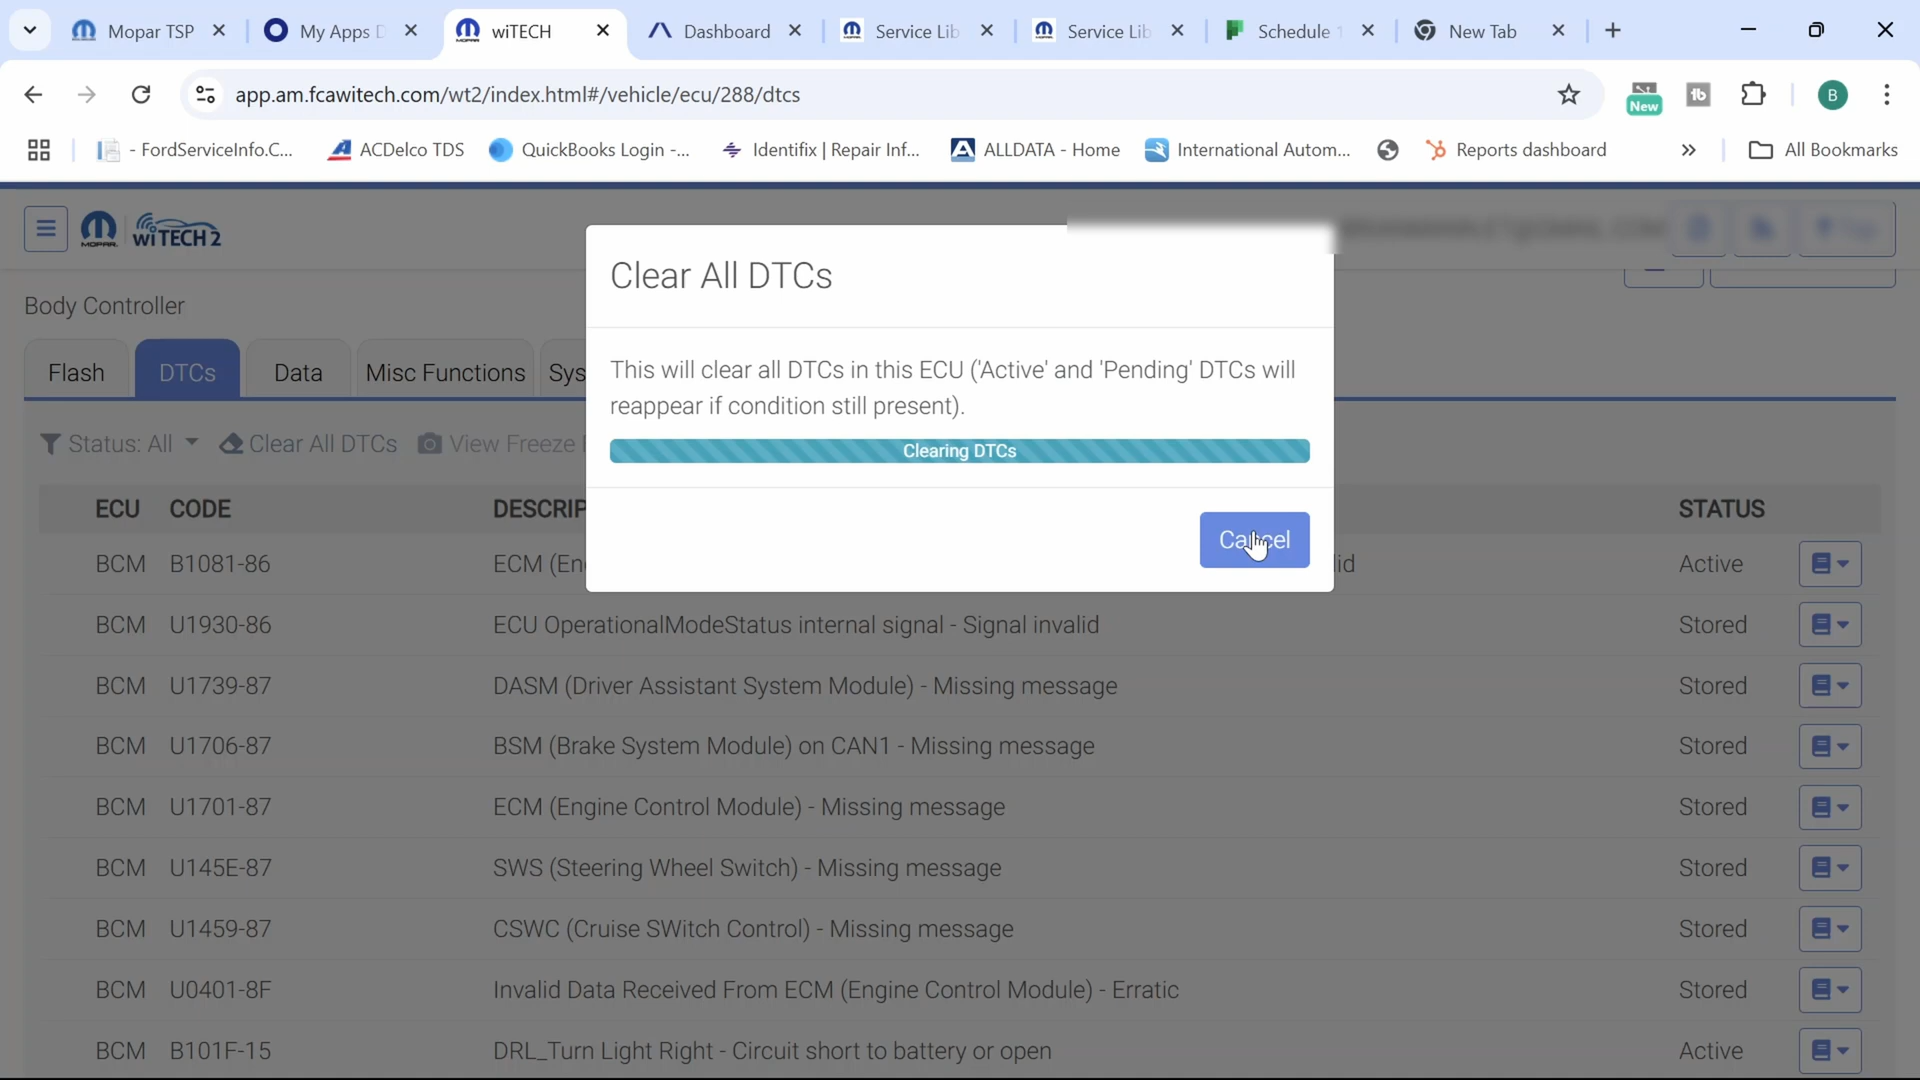 Mopar TSP
My Apps D
wiTECH
Dashboard
Service Lib
Service Lib
Schedule 1
New Tab
app.am.fcawitech.com/wt2/index.html#/vehicle/ecu/288/dtcs
New
B
- FordServiceInfo.C...
ACDelco TDS
QuickBooks Login -...
Identifix | Repair Inf...
ALLDATA - Home
International Autom...
Reports dashboard
All Bookmarks
MOPAR
wiTECH 2
Clear All DTCs
This will clear all DTCs in this ECU ('Active' and 'Pending' DTCs will
reappear if condition still present).
Clearing DTCs
Cancel
Body Controller
Flash
DTCs
Data
Misc Functions
Sys
Status: All
Clear All DTCs
View Freeze
ECU CODE DESCRIP STATUS
BCM B1081-86 ECM (En lid Active
BCM U1930-86 ECU OperationalModeStatus internal signal - Signal invalid Stored
BCM U1739-87 DASM (Driver Assistant System Module) - Missing message Stored
BCM U1706-87 BSM (Brake System Module) on CAN1 - Missing message Stored
BCM U1701-87 ECM (Engine Control Module) - Missing message Stored
BCM U145E-87 SWS (Steering Wheel Switch) - Missing message Stored
BCM U1459-87 CSWC (Cruise SWitch Control) - Missing message Stored
BCM U0401-8F Invalid Data Received From ECM (Engine Control Module) - Erratic Stored
BCM B101F-15 DRL_Turn Light Right - Circuit short to battery or open Active